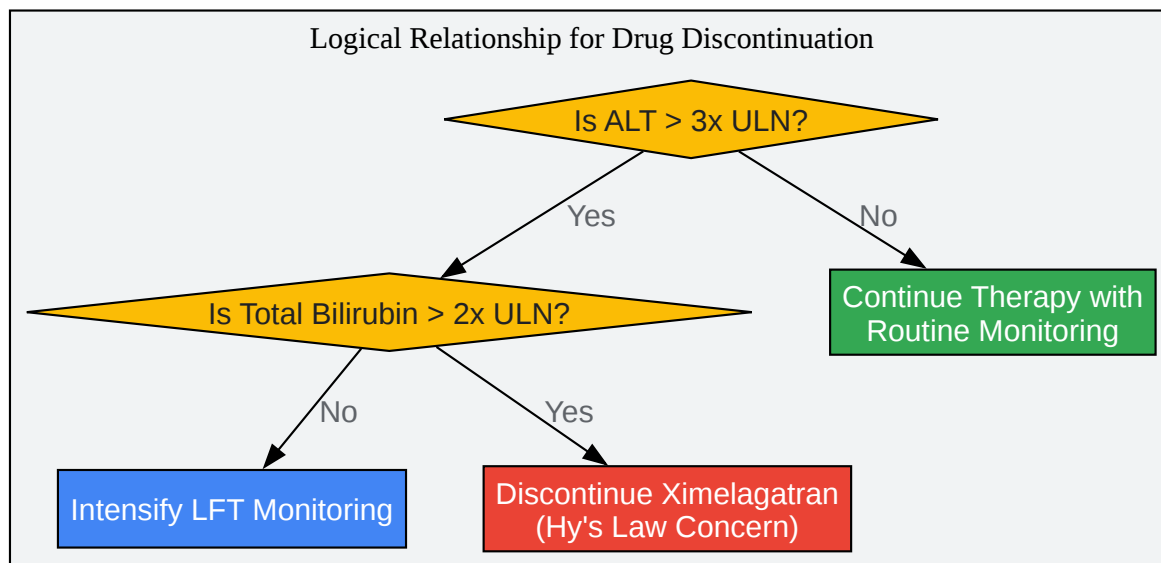 Logical Relationship for Drug Discontinuation
Is ALT > 3x ULN?
Yes
No
Is Total Bilirubin > 2x ULN?
Continue Therapy with
Routine Monitoring
No
Yes
Intensify LFT Monitoring
Discontinue Ximelagatran
(Hy's Law Concern)